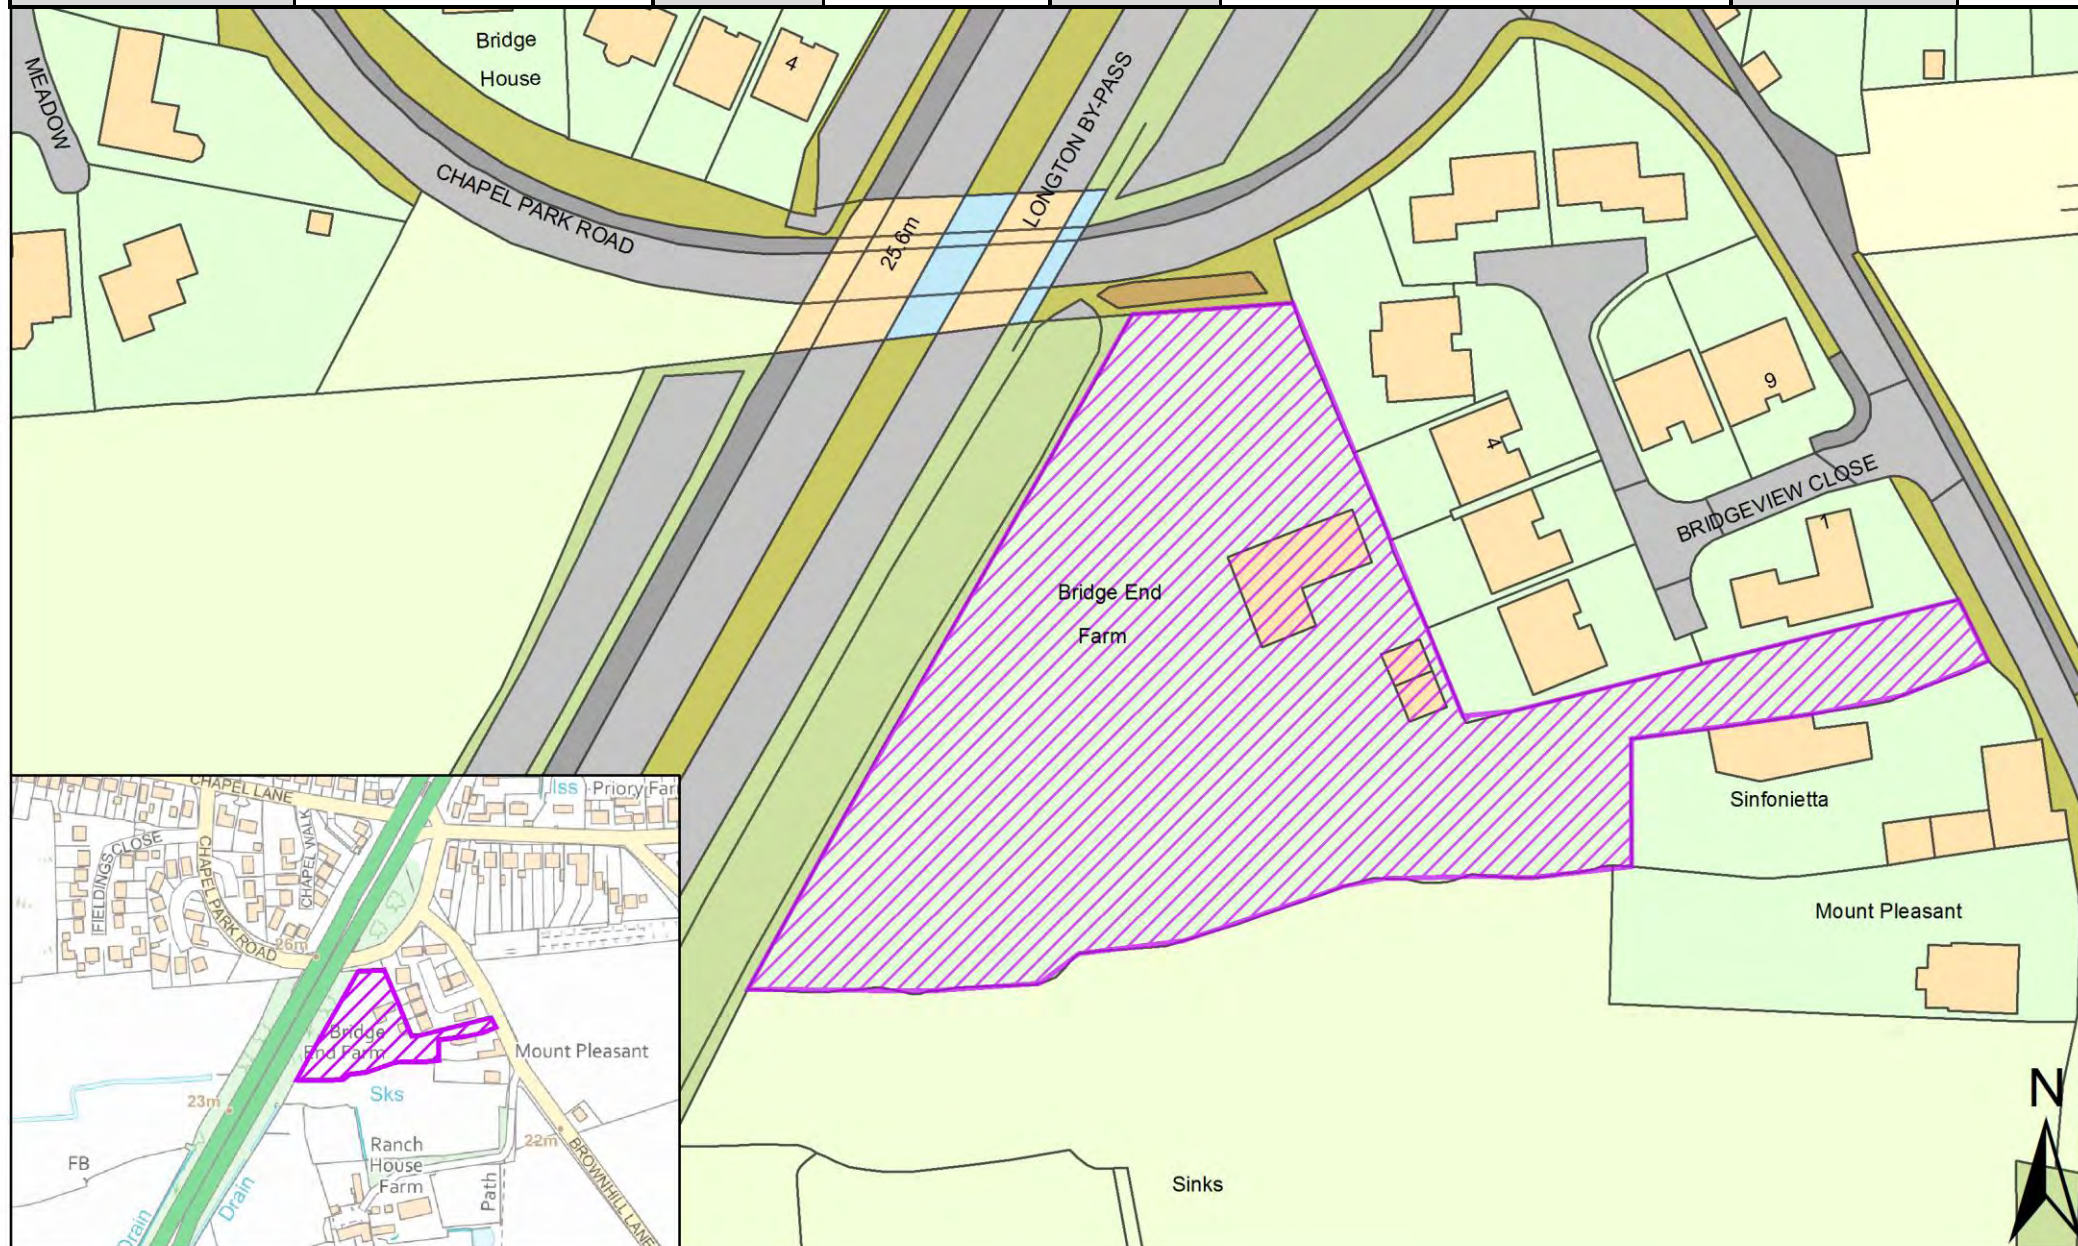 Bridge
House
4
MEADOW
LONGTON BY-PASS
CHAPEL PARK ROAD
25.6m
9
4
BRIDGEVIEW CLOSE
1
Bridge End
Farm
Sinfonietta
Mount Pleasant
Sinks
N
CHAPEL LANE
Iss
Priory Far
FIELDINGS CLOSE
CHAPEL WALK
CHAPEL PARK ROAD
26m
Bridge
End Farm
Mount Pleasant
Sks
23m
Ranch
House
Farm
22m
FB
Path
BROWNHILL LANE
Drain
Drain